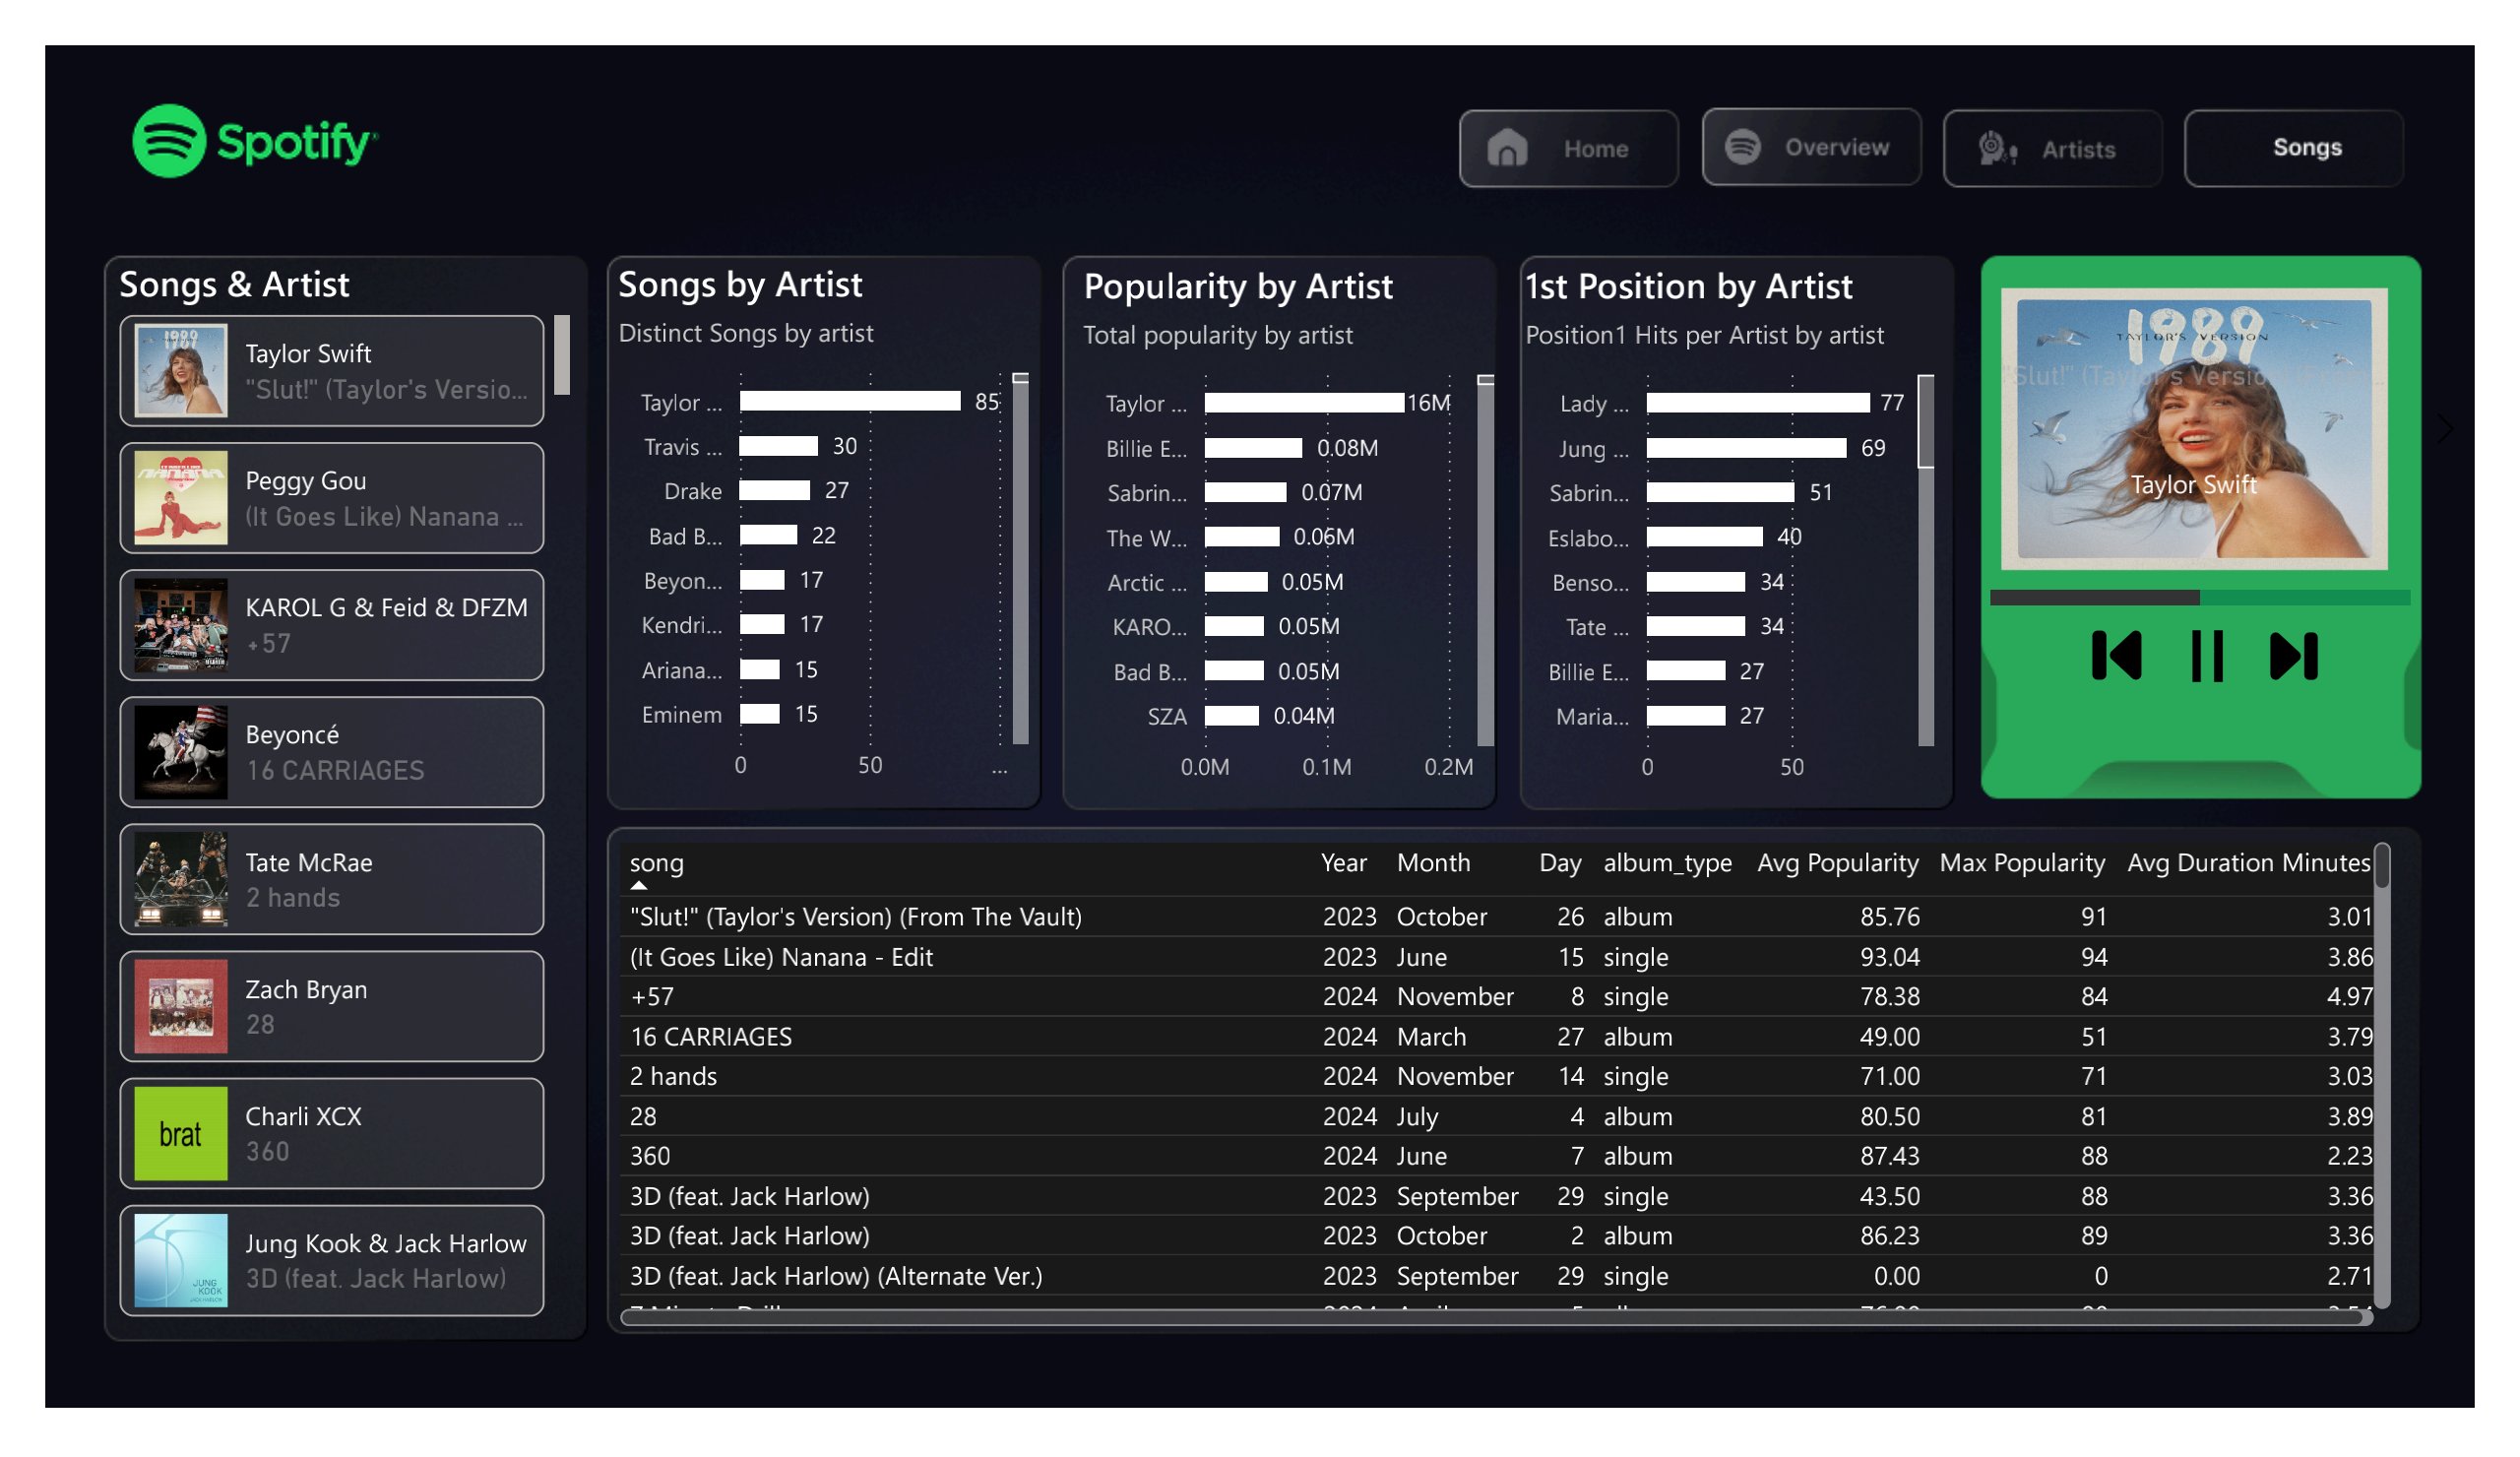 Spotify
Home
Overview
Artists
Songs
Songs & Artist
Taylor Swift
"Slut!" (Taylor's Versio...
Peggy Gou
(It Goes Like) Nanana ...
KAROL G & Feid & DFZM
+57
Beyoncé
16 CARRIAGES
Tate McRae
2 hands
Zach Bryan
28
brat
Charli XCX
360
JUNG
KOOK
Jung Kook & Jack Harlow
3D (feat. Jack Harlow)
Songs by Artist
Distinct Songs by artist
Taylor ... 85
Travis ... 30
Drake 27
Bad B... 22
Beyon... 17
Kendri... 17
Ariana... 15
Eminem 15
0 50 ...
Popularity by Artist
Total popularity by artist
Taylor ... 16M
Billie E... 0.08M
Sabrin... 0.07M
The W... 0.06M
Arctic ... 0.05M
KARO... 0.05M
Bad B... 0.05M
SZA 0.04M
0.0M 0.1M 0.2M
1st Position by Artist
Position1 Hits per Artist by artist
Lady ... 77
Jung ... 69
Sabrin... 51
Eslabo... 40
Benso... 34
Tate ... 34
Billie E... 27
Maria... 27
0 50
1989
TAYLOR'S VERSION
"Slut!" (Taylor's Versio
Taylor Swift
song Year Month Day album_type Avg Popularity Max Popularity Avg Duration Minutes
"Slut!" (Taylor's Version) (From The Vault) 2023 October 26 album 85.76 91 3.01
(It Goes Like) Nanana - Edit 2023 June 15 single 93.04 94 3.86
+57 2024 November 8 single 78.38 84 4.97
16 CARRIAGES 2024 March 27 album 49.00 51 3.79
2 hands 2024 November 14 single 71.00 71 3.03
28 2024 July 4 album 80.50 81 3.89
360 2024 June 7 album 87.43 88 2.23
3D (feat. Jack Harlow) 2023 September 29 single 43.50 88 3.36
3D (feat. Jack Harlow) 2023 October 2 album 86.23 89 3.36
3D (feat. Jack Harlow) (Alternate Ver.) 2023 September 29 single 0.00 0 2.71